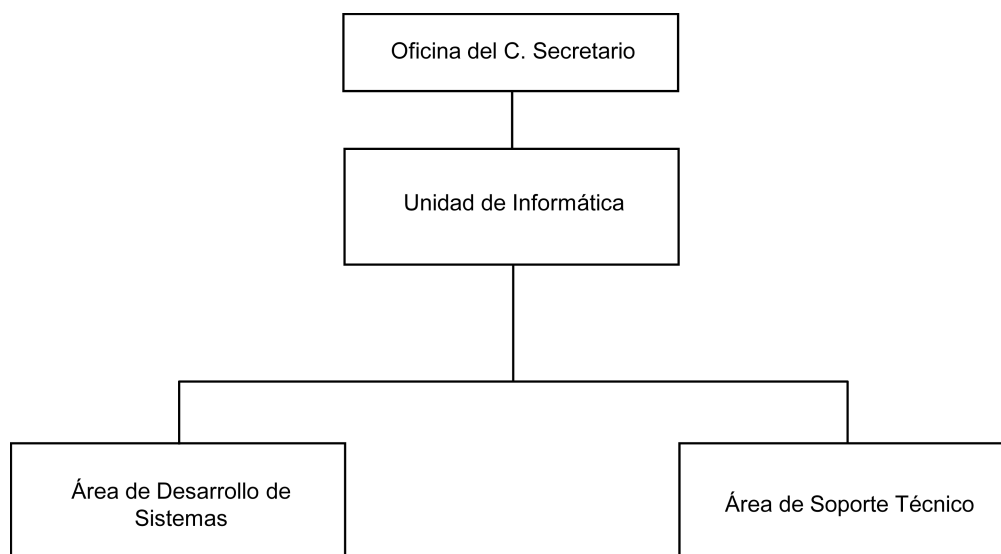 Oficina del C. Secretario
Unidad de Informática
Área de Desarrollo de
Sistemas
Área de Soporte Técnico